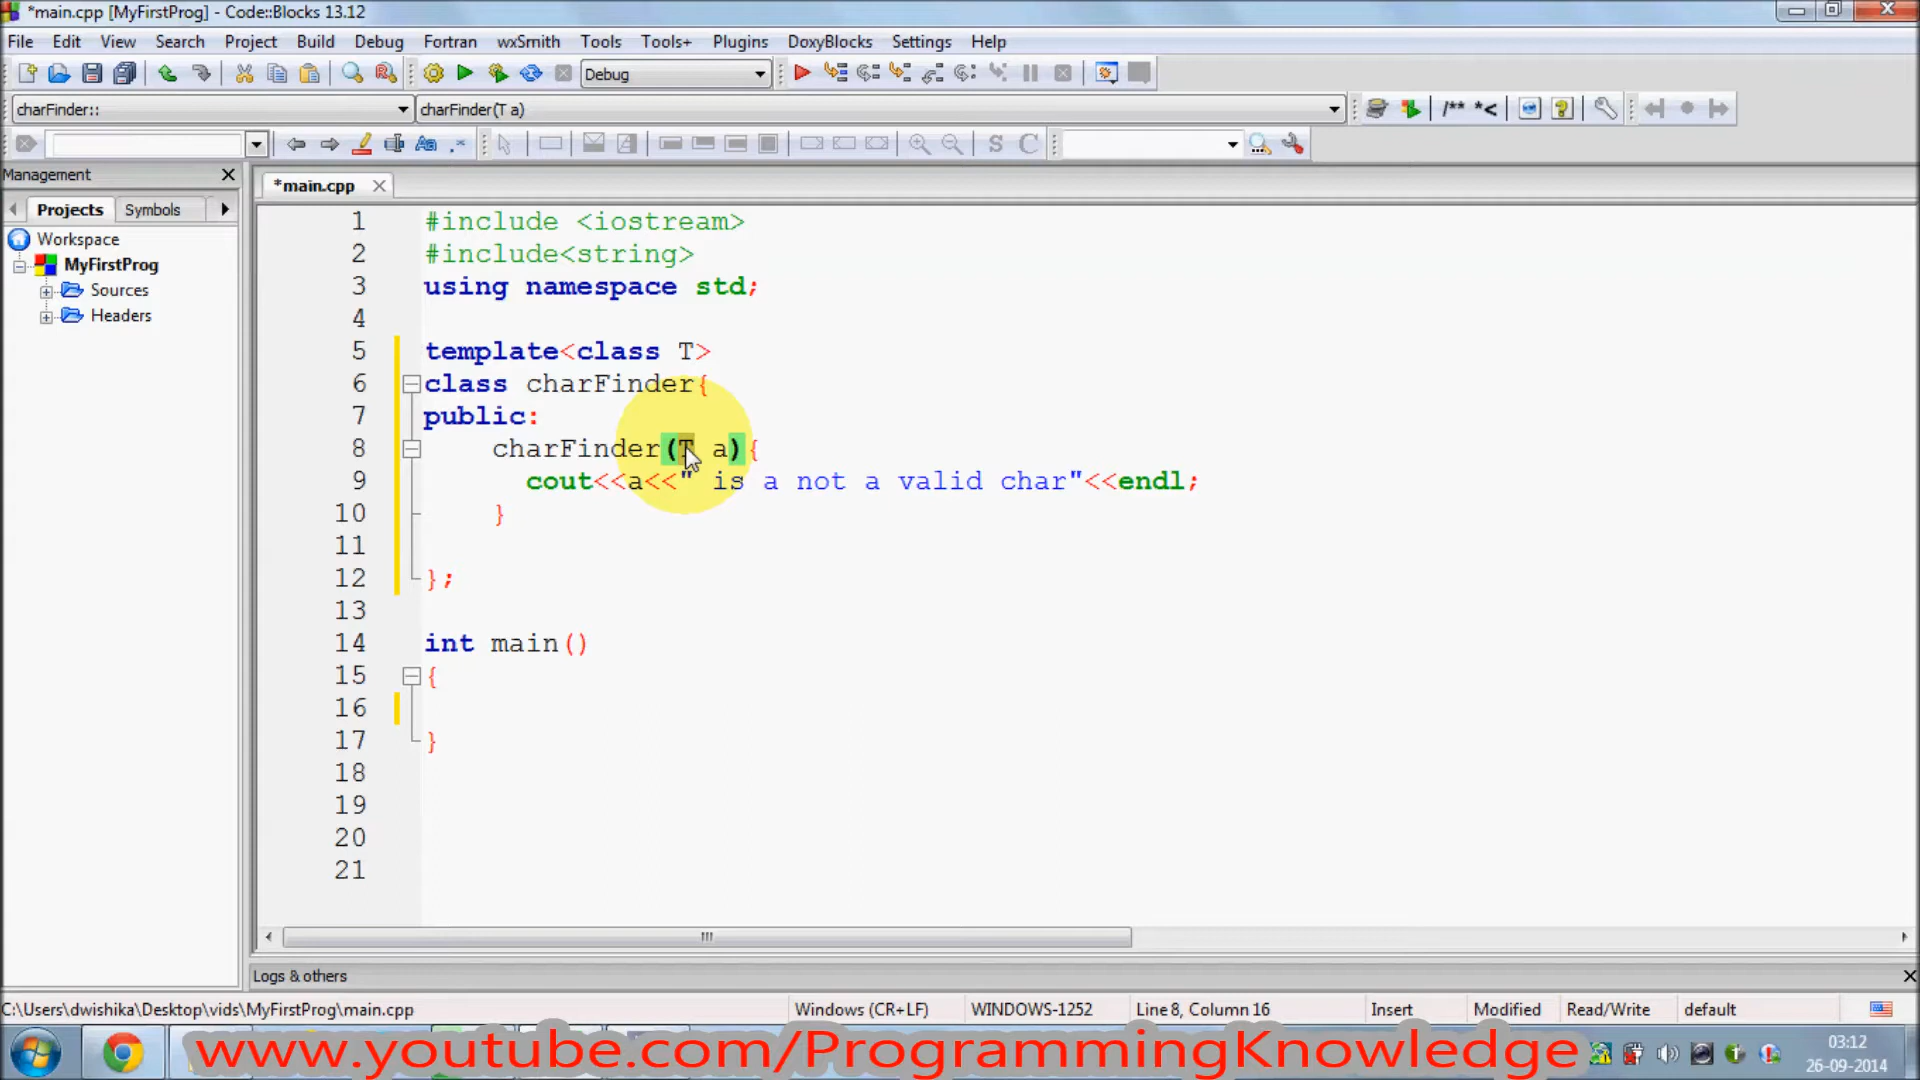 *main.cpp [MyFirstProg] - Code::Blocks 13.12
File Edit View Search Project Build Debug Fortran wxSmith Tools Tools+ Plugins DoxyBlocks Settings Help
Debug
charFinder:: charFinder(T a) /** *<
Aa .* S C
Management
*main.cpp
Projects Symbols
Workspace
MyFirstProg
Sources
Headers
1 #include <iostream>
2 #include<string>
3 using namespace std;
4
5 template<class T>
6 class charFinder{
7 public:
8 charFinder(T a){
9 cout<<a<<" is a not a valid char"<<endl;
10 }
11
12 };
13
14 int main()
15 {
16
17 }
18
19
20
21
Logs & others
C:\Users\dwishika\Desktop\vids\MyFirstProg\main.cpp Windows (CR+LF) WINDOWS-1252 Line 8, Column 16 Insert Modified Read/Write default
www.youtube.com/ProgrammingKnowledge
03:12
26-09-2014